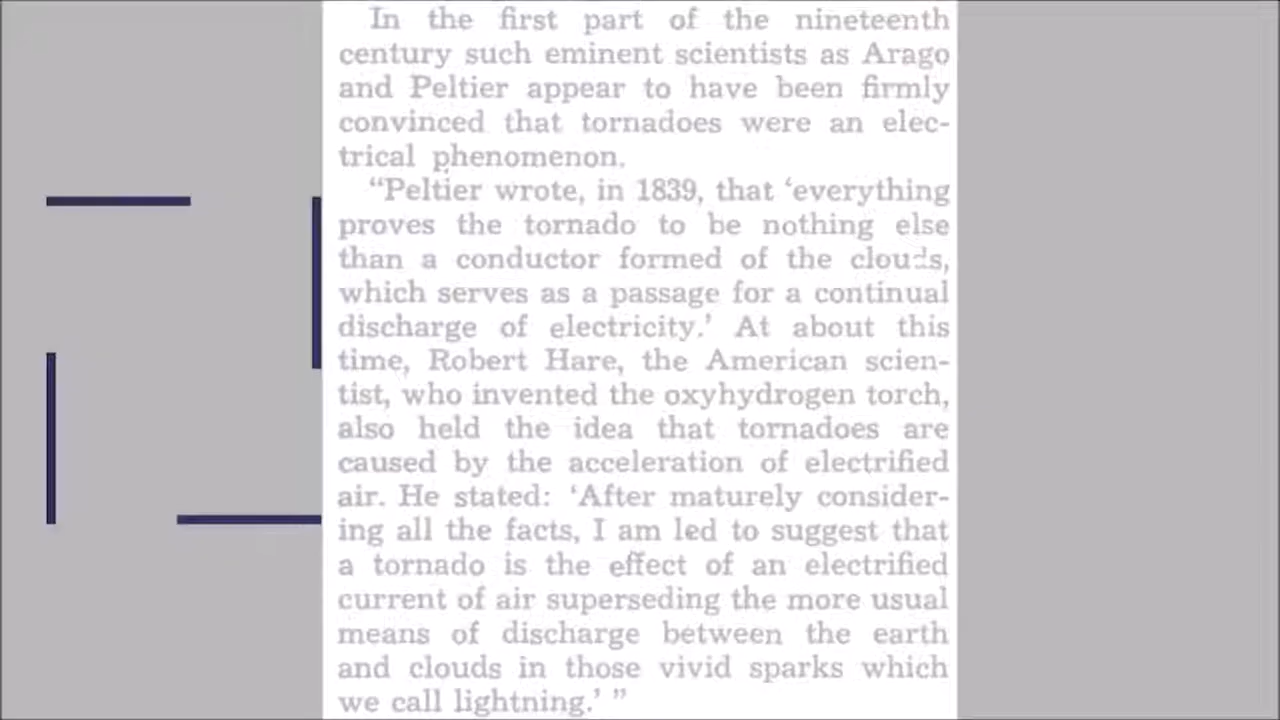 In the first part of the nineteenth
century such eminent scientists as Arago
and Peltier appear to have been firmly
convinced that tornadoes were an elec-
trical phenomenon.
“Peltier wrote, in 1839, that ‘everything
proves the tornado to be nothing else
than a conductor formed of the clouds,
which serves as a passage for a continual
discharge of electricity.’ At about this
time, Robert Hare, the American scien-
tist, who invented the oxyhydrogen torch,
also held the idea that tornadoes are
caused by the acceleration of electrified
air. He stated: ‘After maturely consider-
ing all the facts, I am led to suggest that
a tornado is the effect of an electrified
current of air superseding the more usual
means of discharge between the earth
and clouds in those vivid sparks which
we call lightning.’ ”